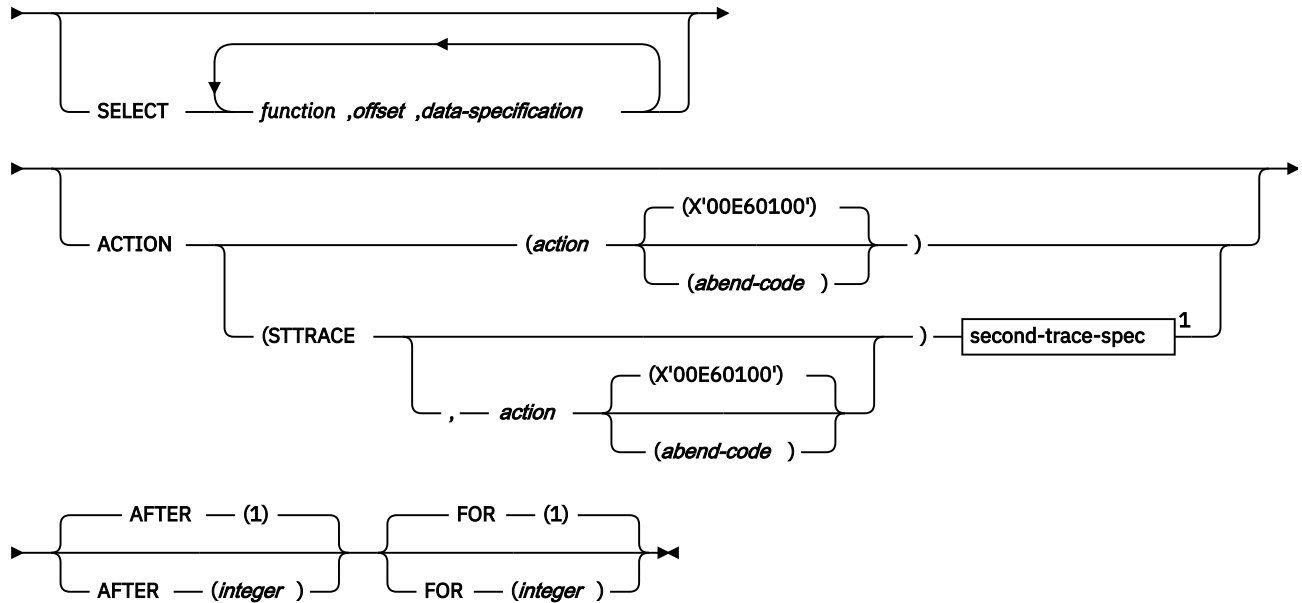 SELECT function ,offset ,data-specification
(X'00E60100')
ACTION (action )
(abend-code )
(STTRACE ) second-trace-spec 1
(X'00E60100')
, action
(abend-code )
AFTER (1) FOR (1)
AFTER (integer ) FOR (integer )